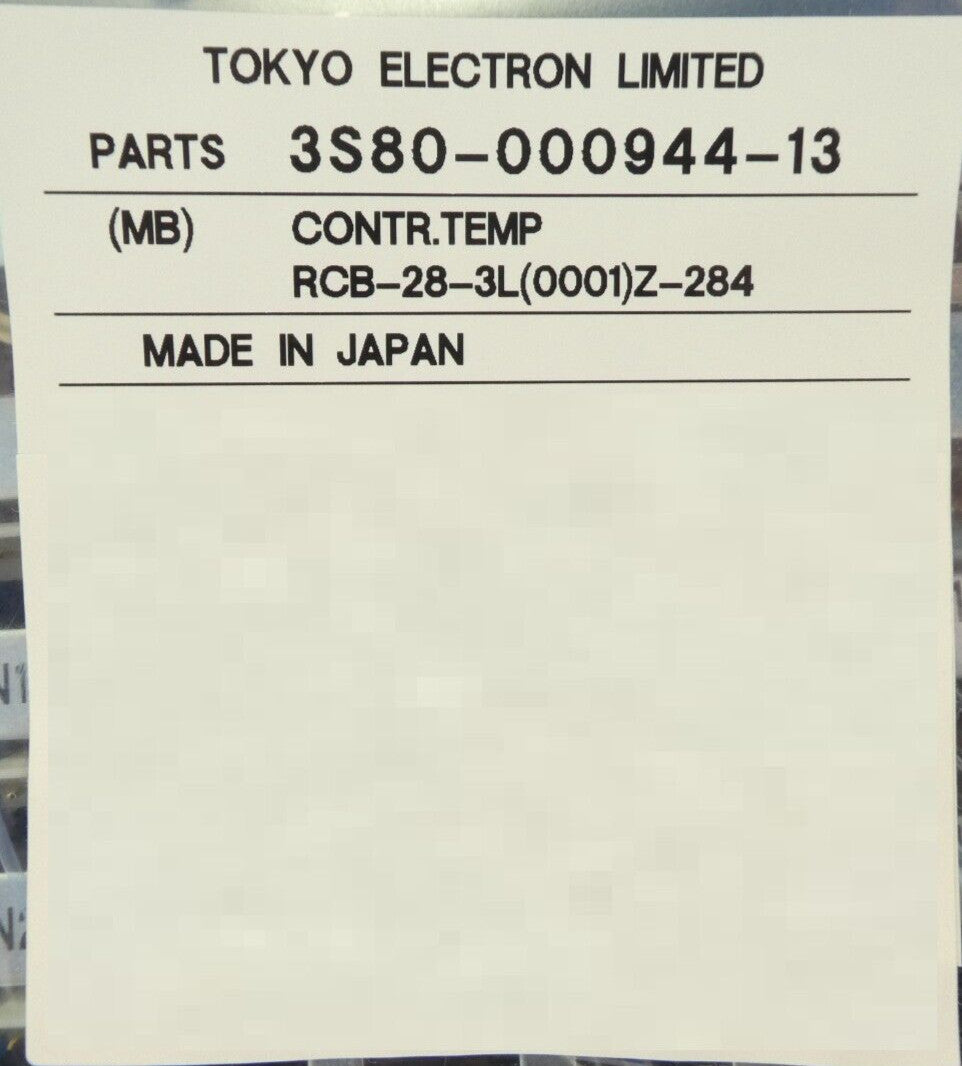 TOKYO ELECTRON LIMITED
PARTS 3S80-000944-13
(MB) CONTR.TEMP
RCB-28-3L(0001)Z-284
MADE IN JAPAN